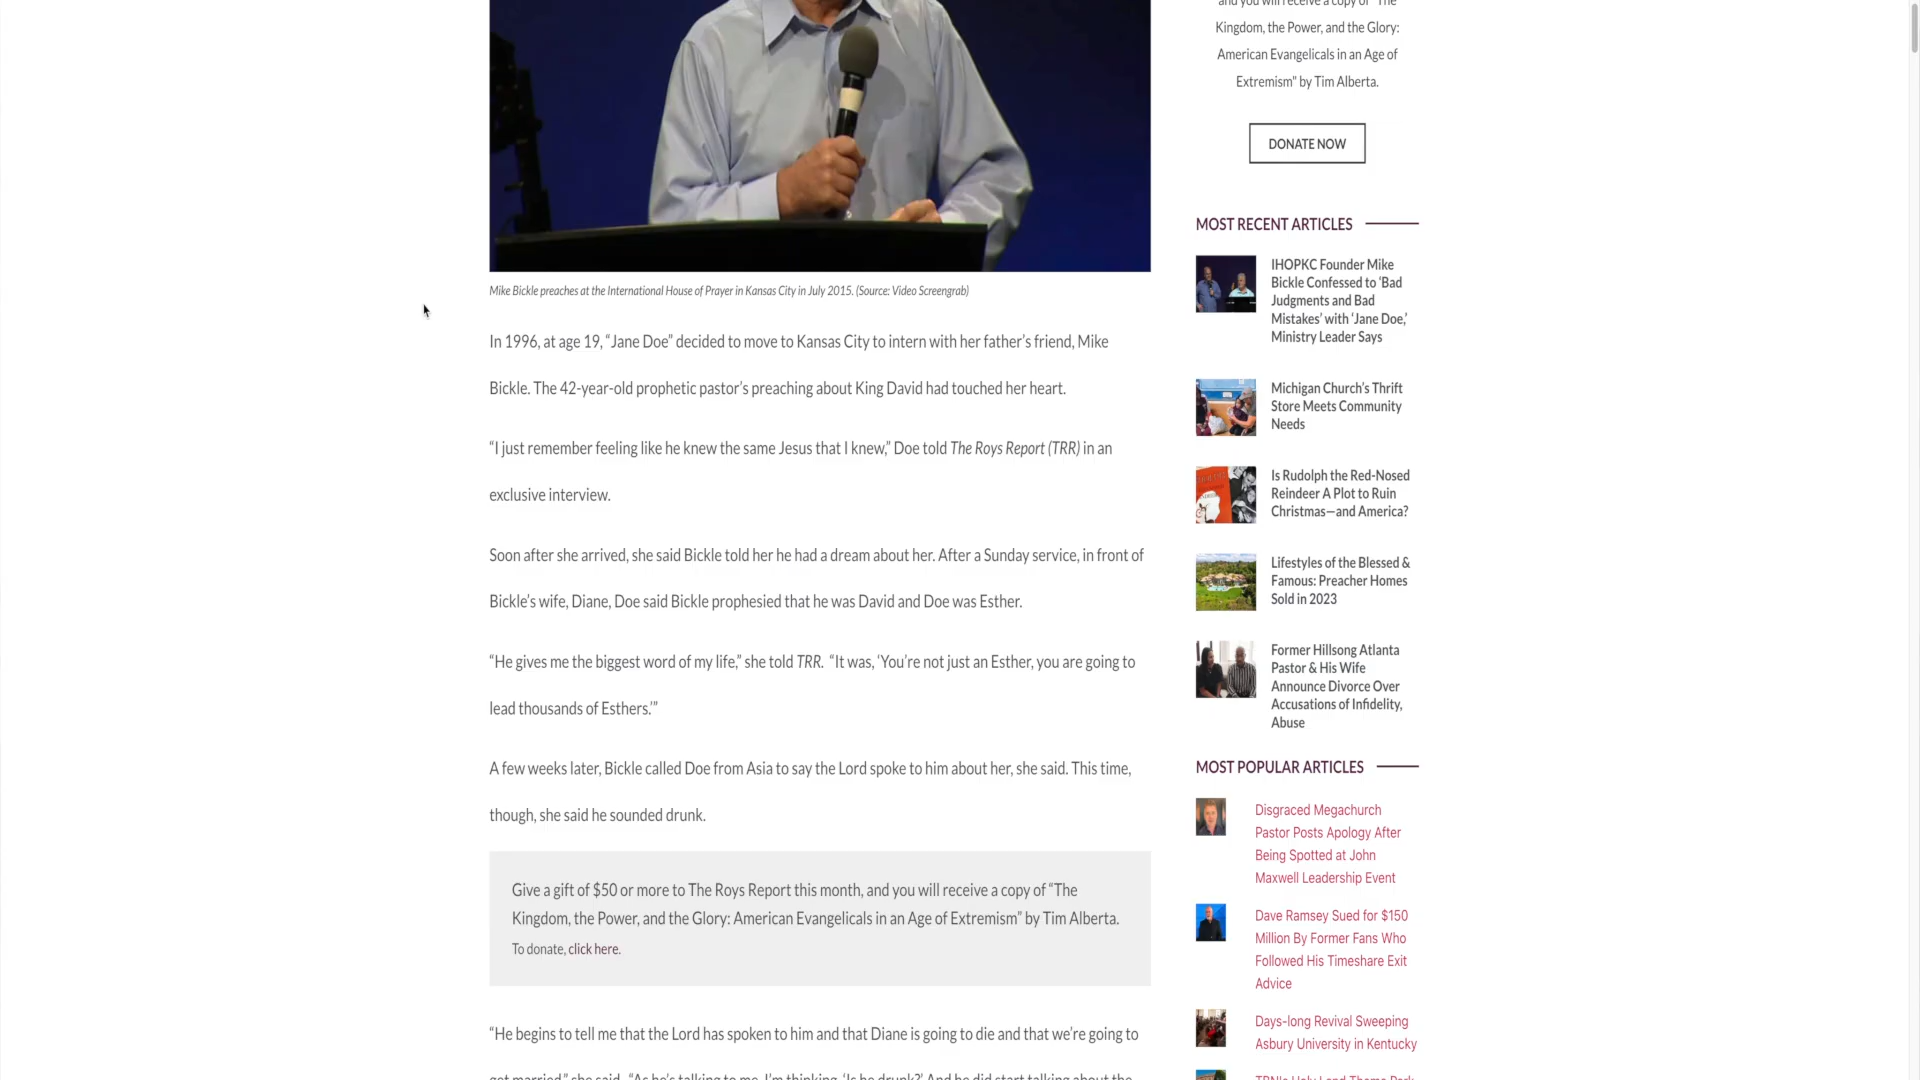 and you will receive a copy of "The
Kingdom, the Power, and the Glory:
American Evangelicals in an Age of
Extremism" by Tim Alberta.
DONATE NOW
Mike Bickle preaches at the International House of Prayer in Kansas City in July 2015. (Source: Video Screengrab)
In 1996, at age 19, “Jane Doe” decided to move to Kansas City to intern with her father’s friend, Mike
Bickle. The 42-year-old prophetic pastor’s preaching about King David had touched her heart.
“I just remember feeling like he knew the same Jesus that I knew,” Doe told The Roys Report (TRR) in an
exclusive interview.
Soon after she arrived, she said Bickle told her he had a dream about her. After a Sunday service, in front of
Bickle’s wife, Diane, Doe said Bickle prophesied that he was David and Doe was Esther.
“He gives me the biggest word of my life,” she told TRR. “It was, ‘You’re not just an Esther, you are going to
lead thousands of Esthers.’”
A few weeks later, Bickle called Doe from Asia to say the Lord spoke to him about her, she said. This time,
though, she said he sounded drunk.
Give a gift of $50 or more to The Roys Report this month, and you will receive a copy of “The
Kingdom, the Power, and the Glory: American Evangelicals in an Age of Extremism” by Tim Alberta.
To donate, click here.
“He begins to tell me that the Lord has spoken to him and that Diane is going to die and that we’re going to
get married,” she said. “As he’s talking to me, I’m thinking, ‘Is he drunk?’ And he did start talking about the
MOST RECENT ARTICLES
IHOPKC Founder Mike
Bickle Confessed to ‘Bad
Judgments and Bad
Mistakes’ with ‘Jane Doe,’
Ministry Leader Says
Michigan Church’s Thrift
Store Meets Community
Needs
Is Rudolph the Red-Nosed
Reindeer A Plot to Ruin
Christmas—and America?
Lifestyles of the Blessed &
Famous: Preacher Homes
Sold in 2023
Former Hillsong Atlanta
Pastor & His Wife
Announce Divorce Over
Accusations of Infidelity,
Abuse
MOST POPULAR ARTICLES
Disgraced Megachurch
Pastor Posts Apology After
Being Spotted at John
Maxwell Leadership Event
Dave Ramsey Sued for $150
Million By Former Fans Who
Followed His Timeshare Exit
Advice
Days-long Revival Sweeping
Asbury University in Kentucky
TBN’s Holy Land Theme Park